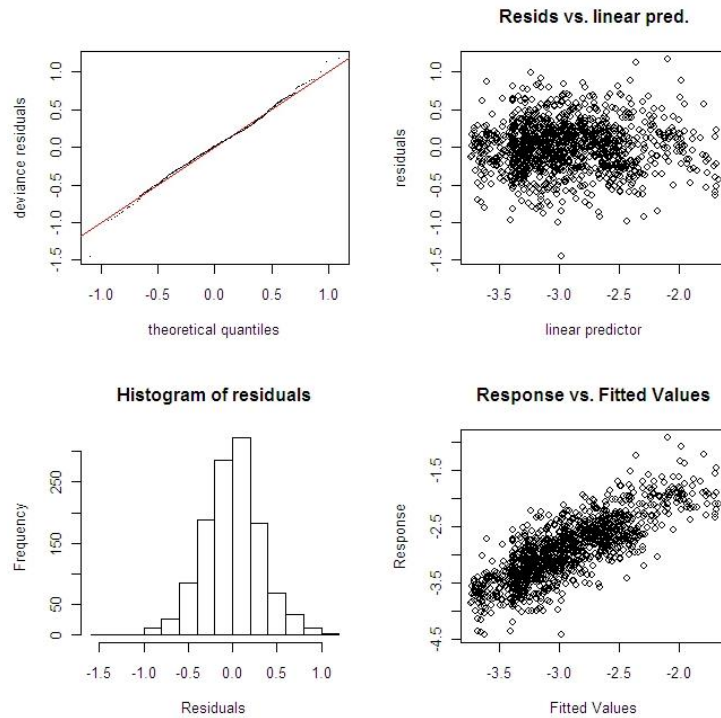 Resids vs. linear pred.
deviance residuals
-1.5 -1.0 -0.5 0.0 0.5 1.0
-1.0 -0.5 0.0 0.5 1.0
theoretical quantiles
residuals
-1.5 -1.0 -0.5 0.0 0.5 1.0
-3.5 -3.0 -2.5 -2.0
linear predictor
Histogram of residuals
Frequency
0 50 150 250
-1.5 -1.0 -0.5 0.0 0.5 1.0
Residuals
Response vs. Fitted Values
Response
-4.5 -3.5 -2.5 -1.5
-3.5 -3.0 -2.5 -2.0
Fitted Values